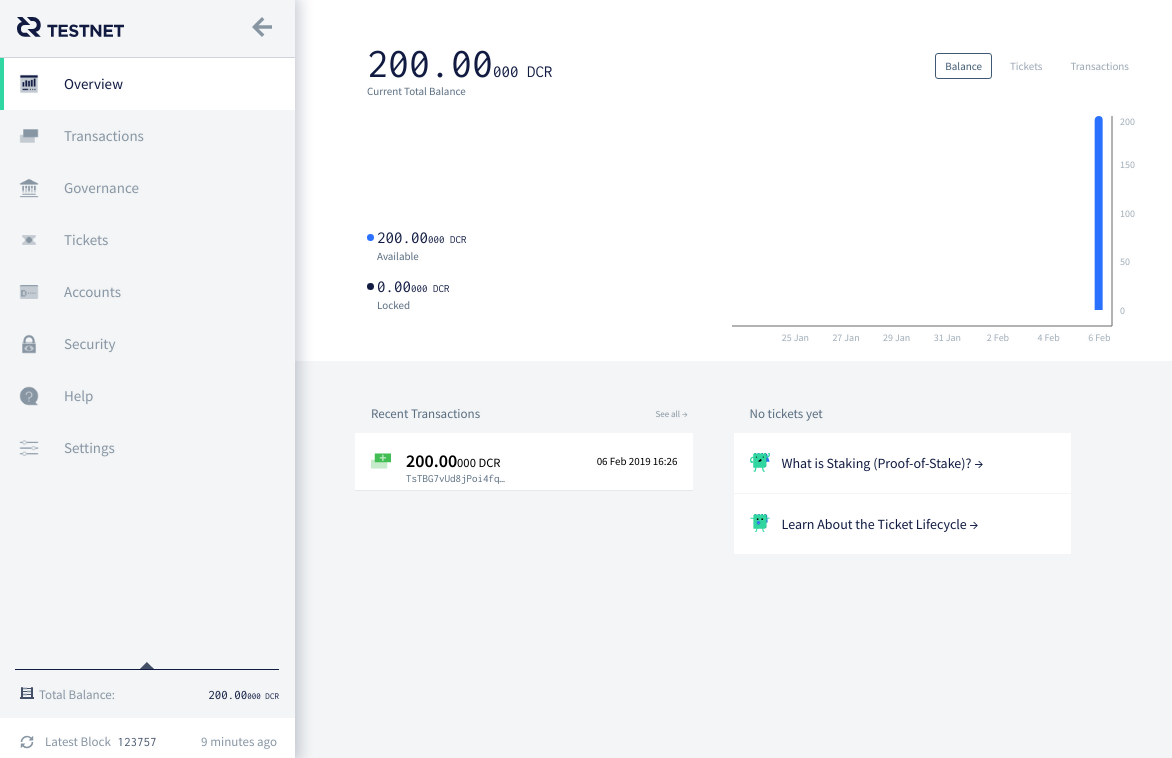 TESTNET
Overview
Transactions
Governance
Tickets
Accounts
Security
Help
Settings
Total Balance: 200.00000 DCR
Latest Block 123757 9 minutes ago
200.00000 DCR
Current Total Balance
Balance Tickets Transactions
200.00000 DCR
Available
0.00000 DCR
Locked
200
150
100
50
0
25 Jan 27 Jan 29 Jan 31 Jan 2 Feb 4 Feb 6 Feb
Recent Transactions See all →
200.00000 DCR 06 Feb 2019 16:26
TsTBG7vUd8jPoi4fq…
No tickets yet
What is Staking (Proof-of-Stake)? →
Learn About the Ticket Lifecycle →